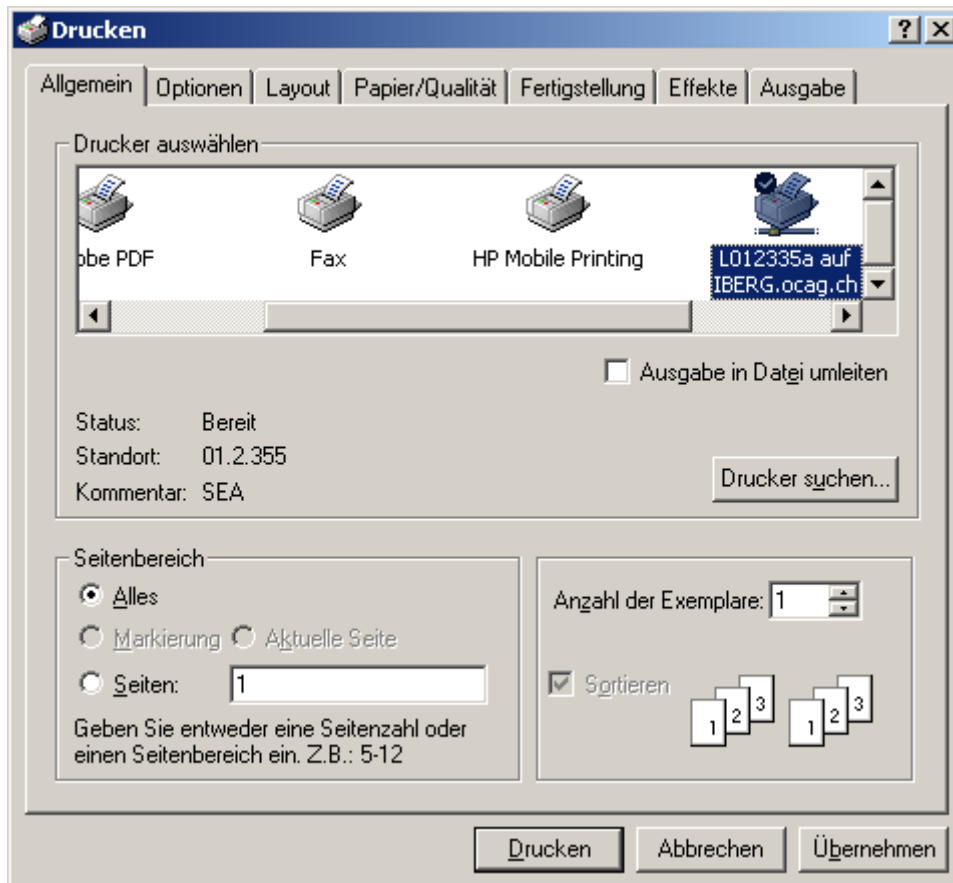 Drucken
Allgemein Optionen Layout Papier/Qualität Fertigstellung Effekte Ausgabe
Drucker auswählen
obe PDF Fax HP Mobile Printing L012335a auf
IBERG.ocag.ch
Ausgabe in Datei umleiten
Status: Bereit
Standort: 01.2.355
Kommentar: SEA
Drucker suchen...
Seitenbereich
Alles
Markierung Aktuelle Seite
Seiten: 1
Geben Sie entweder eine Seitenzahl oder
einen Seitenbereich ein. Z.B.: 5-12
Anzahl der Exemplare: 1
Sortieren
1 2 3 1 2 3
Drucken Abbrechen Übernehmen